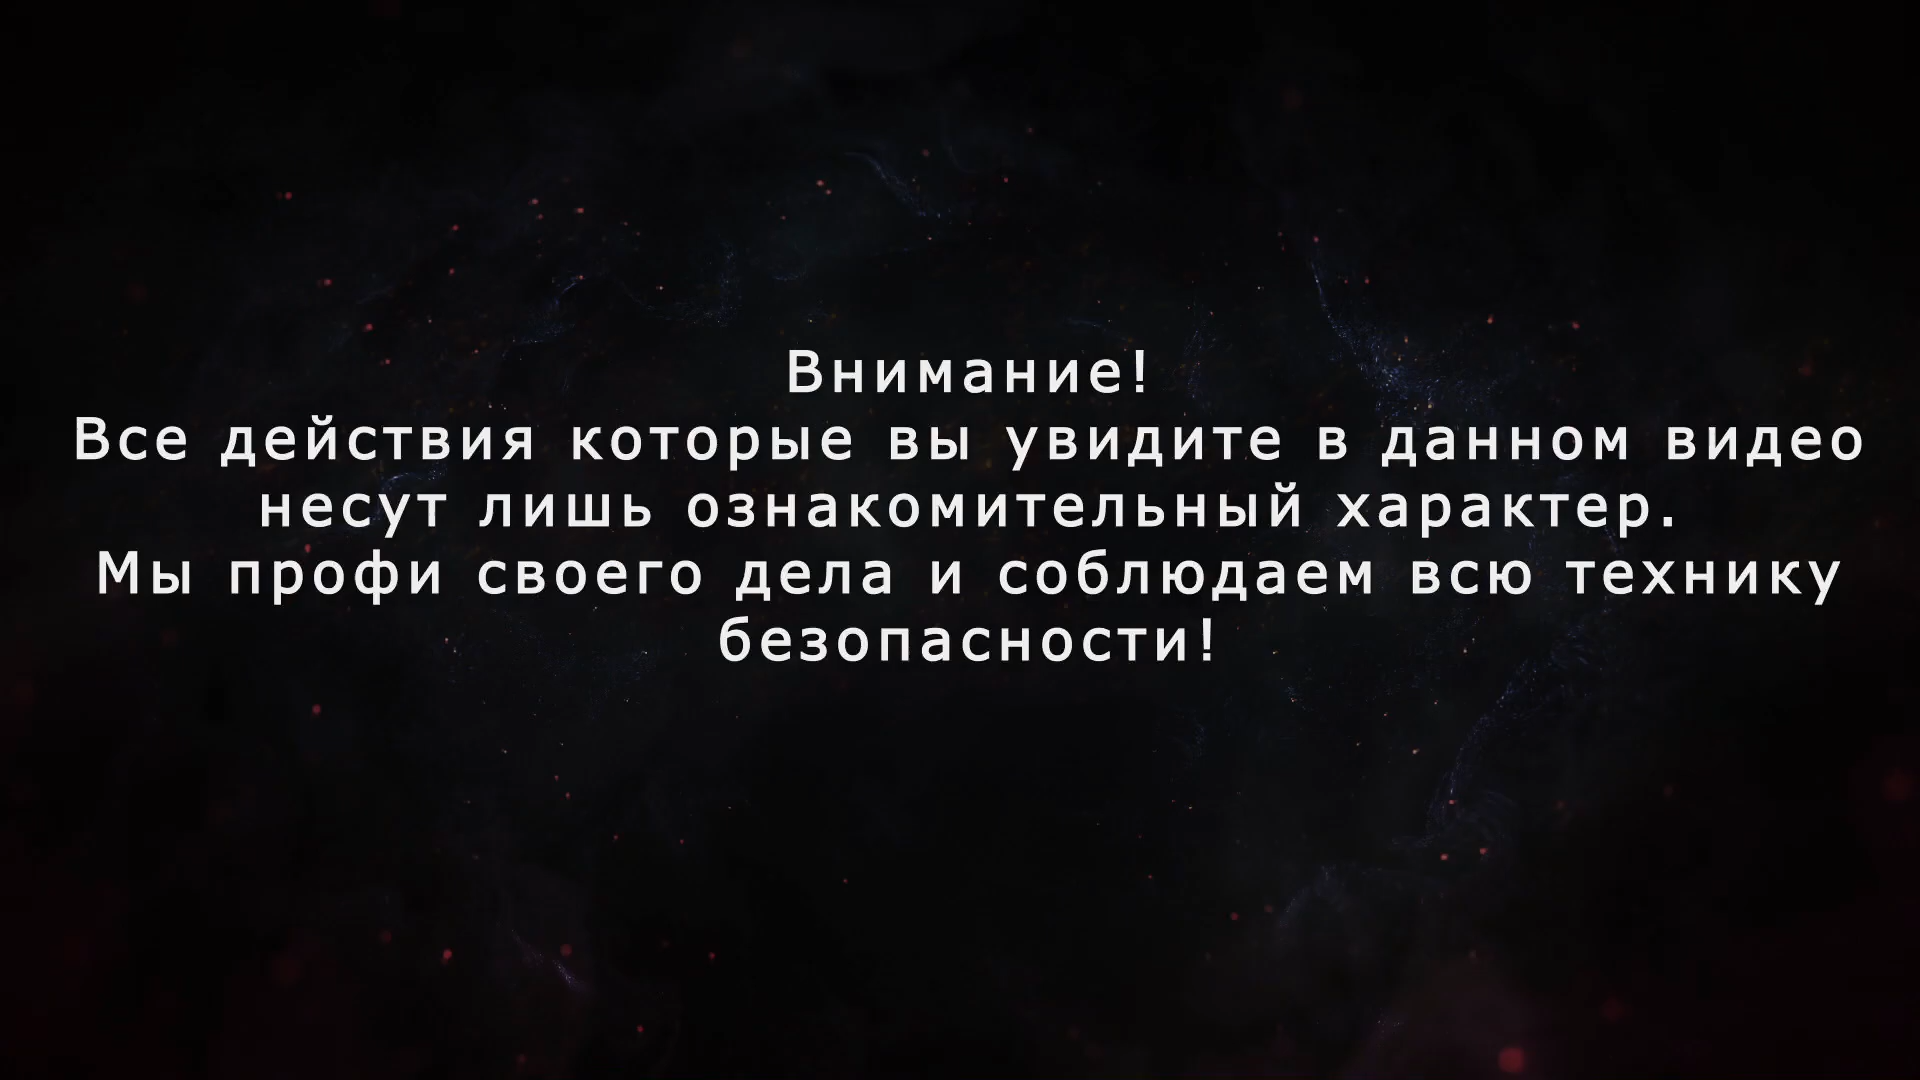 Внимание!
Все действия которые вы увидите в данном видео
несут лишь ознакомительный характер.
Мы профи своего дела и соблюдаем всю технику
безопасности!